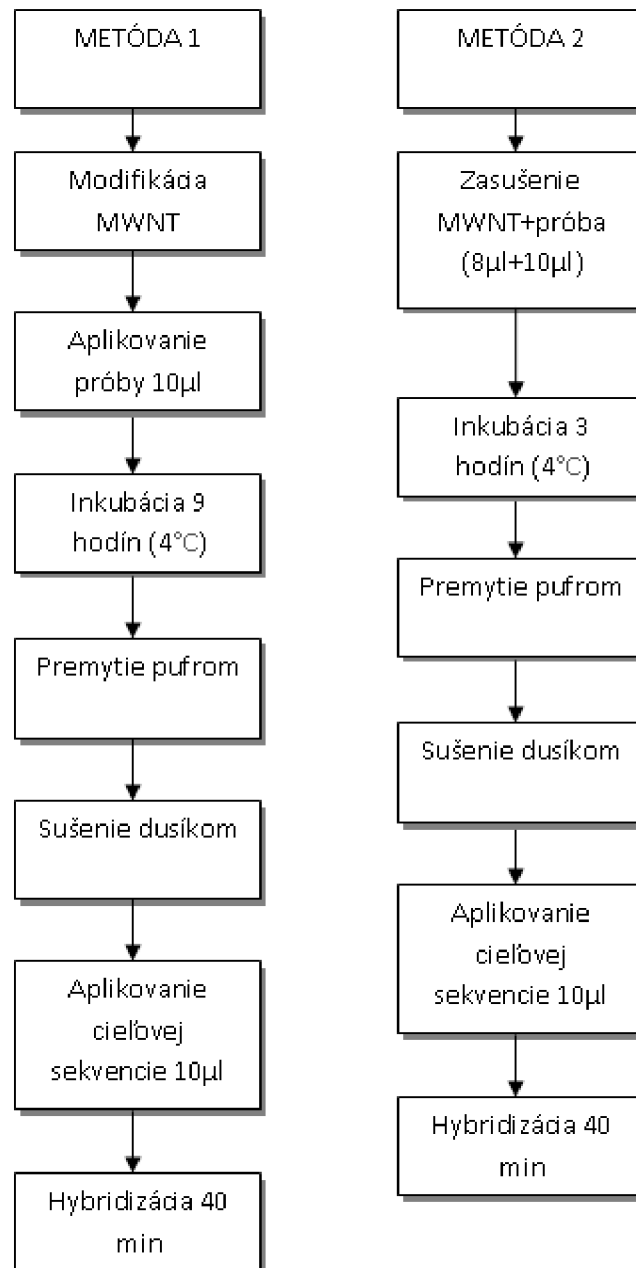 METÓDA 1
Modifikácia
MWNT
Aplikovanie
próby 10µl
Inkubácia 9
hodín (4°C)
Premytie pufrom
Sušenie dusíkom
Aplikovanie
cieľovej
sekvencie 10µl
Hybridizácia 40
min
METÓDA 2
Zasušenie
MWNT+próba
(8µl+10µl)
Inkubácia 3
hodín (4°C)
Premytie pufrom
Sušenie dusíkom
Aplikovanie
cieľovej
sekvencie 10µl
Hybridizácia 40
min